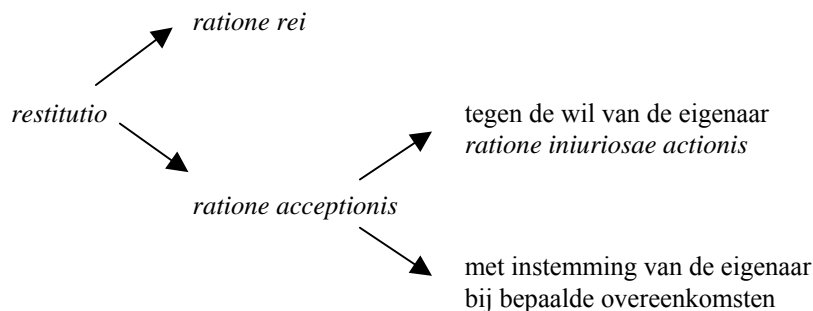 ratione rei
restitutio
tegen de wil van de eigenaar
ratione iniuriosae actionis
ratione acceptionis
met instemming van de eigenaar
bij bepaalde overeenkomsten